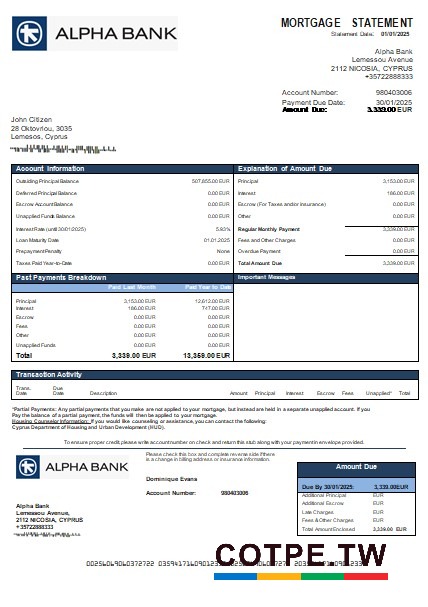 ALPHA BANK
MORTGAGE STATEMENT
Statement Date: 01/01/2025
Alpha Bank
Lemessou Avenue
2112 NICOSIA, CYPRUS
+35722888333
Account Number: 980403006
Payment Due Date: 30/01/2025
Amount Due: 3,339.00 EUR
John Citizen
28 Oktovriou, 3035
Lemesos, Cyprus
Account Information
Outstanding Principal Balance 507,855.00 EUR
Deferred Principal Balance 0.00 EUR
Escrow Account Balance 0.00 EUR
Unapplied Funds Balance 0.00 EUR
Interest Rate (until 30/01/2025) 5.93%
Loan Maturity Date 01.01.2025
Prepayment Penalty None
Taxes Paid Year-to-Date 0.00 EUR
Explanation of Amount Due
Principal 3,153.00 EUR
Interest 186.00 EUR
Escrow (For Taxes and/or Insurance) 0.00 EUR
Other 0.00 EUR
Regular Monthly Payment 3,339.00 EUR
Fees and Other Charges 0.00 EUR
Overdue Payment 0.00 EUR
Total Amount Due 3,339.00 EUR
Past Payments Breakdown
Paid Last Month Paid Year to Date
Principal 3,153.00 EUR 12,612.00 EUR
Interest 186.00 EUR 747.00 EUR
Escrow 0.00 EUR 0.00 EUR
Fees 0.00 EUR 0.00 EUR
Other 0.00 EUR 0.00 EUR
Unapplied Funds 0.00 EUR 0.00 EUR
Total 3,339.00 EUR 13,359.00 EUR
Important Messages
Transaction Activity
Trans. Date Due Date Description Amount Principal Interest Escrow Fees Unapplied* Total
*Partial Payments: Any partial payments that you make are not applied to your mortgage, but instead are held in a separate unapplied account. If you
Pay the balance of a partial payment, the funds will then be applied to your mortgage.
Housing Counselor Information: If you would like counseling or assistance, you can contact the following:
Cyprus Department of Housing and Urban Development (HUD).
To ensure proper credit, please write account number on check and return this stub along with your payment in envelope provided.
ALPHA BANK
Please check this box and complete reverse side if there
is a change in billing address or insurance information.
Dominique Evans
Account Number: 980403006
Alpha Bank
Lemessou Avenue,
2112 NICOSIA, CYPRUS
+35722888333
Amount Due
Due By 30/01/2025: 3,339.00EUR
Additional Principal EUR
Additional Escrow EUR
Late Charges EUR
Fees & Other Charges EUR
Total Amount Enclosed 3,339.00 EUR
COTPE.TW